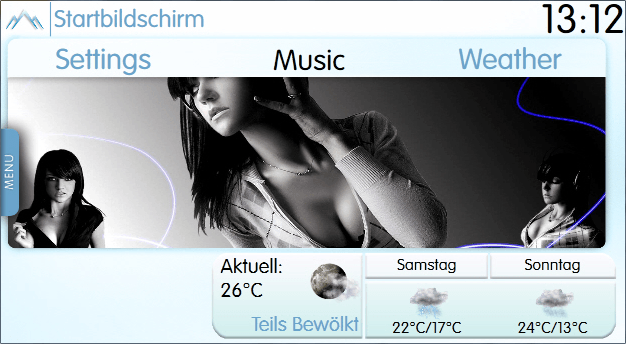 Startbildschirm
13:12
Settings
Music
Weather
MENU
Aktuell:
26°C
Teils Bewölkt
Samstag
22°C/17°C
Sonntag
24°C/13°C